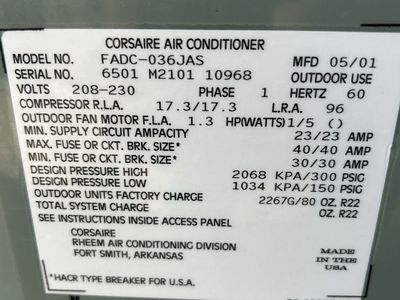 CORSAIRE AIR CONDITIONER
MODEL NO. FADC-036JAS MFD 05/01
SERIAL NO. 6501 M2101 10968 OUTDOOR USE
VOLTS 208-230 PHASE 1 HERTZ 60
COMPRESSOR R.L.A. 17.3/17.3 L.R.A. 96
OUTDOOR FAN MOTOR F.L.A. 1.3 HP(WATTS) 1/5 ()
MIN. SUPPLY CIRCUIT AMPACITY 23/23 AMP
MAX. FUSE OR CKT. BRK. SIZE* 40/40 AMP
MIN. FUSE OR CKT. BRK. SIZE* 30/30 AMP
DESIGN PRESSURE HIGH 2068 KPA/300 PSIG
DESIGN PRESSURE LOW 1034 KPA/150 PSIG
OUTDOOR UNITS FACTORY CHARGE 2267G/80 OZ. R22
TOTAL SYSTEM CHARGE OZ. R22
SEE INSTRUCTIONS INSIDE ACCESS PANEL
CORSAIRE
RHEEM AIR CONDITIONING DIVISION
FORT SMITH, ARKANSAS
MADE
IN THE
USA
*HACR TYPE BREAKER FOR U.S.A.